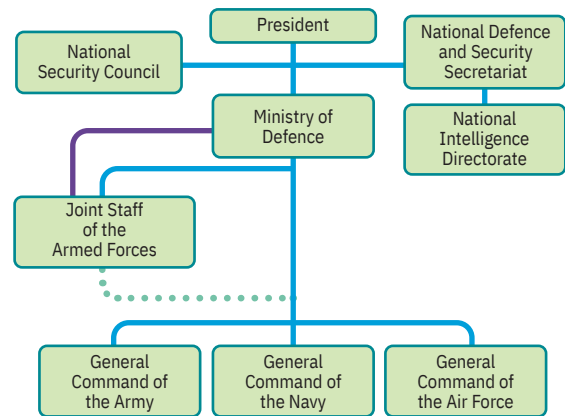 President
National
Security Council
National Defence
and Security
Secretariat
Ministry of
Defence
National
Intelligence
Directorate
Joint Staff
of the
Armed Forces
General
Command of
the Army
General
Command of
the Navy
General
Command of
the Air Force